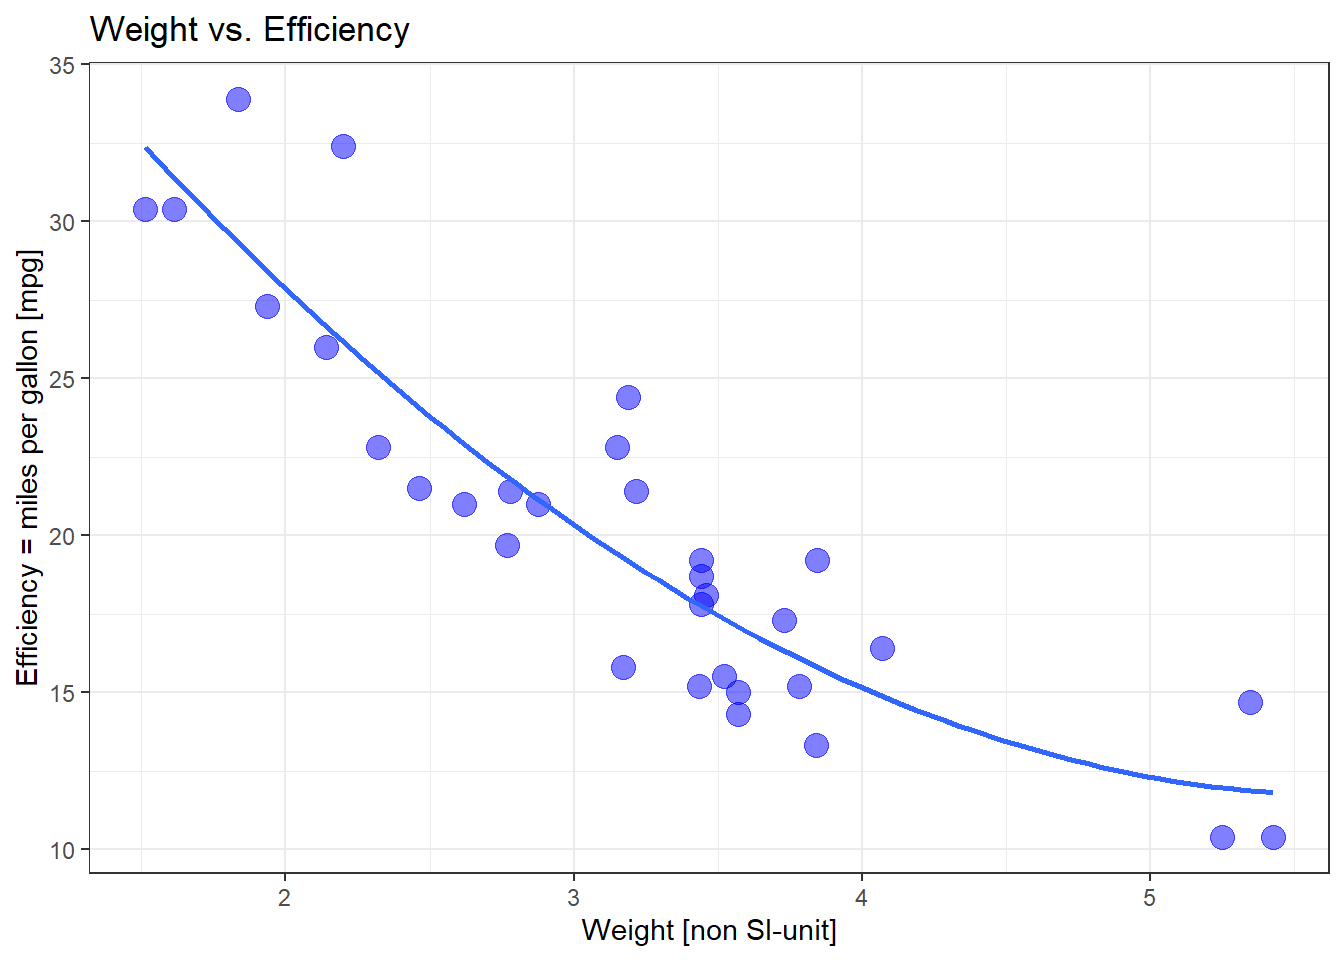 Weight vs. Efficiency
35
30
25
20
15
10
Efficiency = miles per gallon [mpg]
2 3 4 5
Weight [non SI-unit]